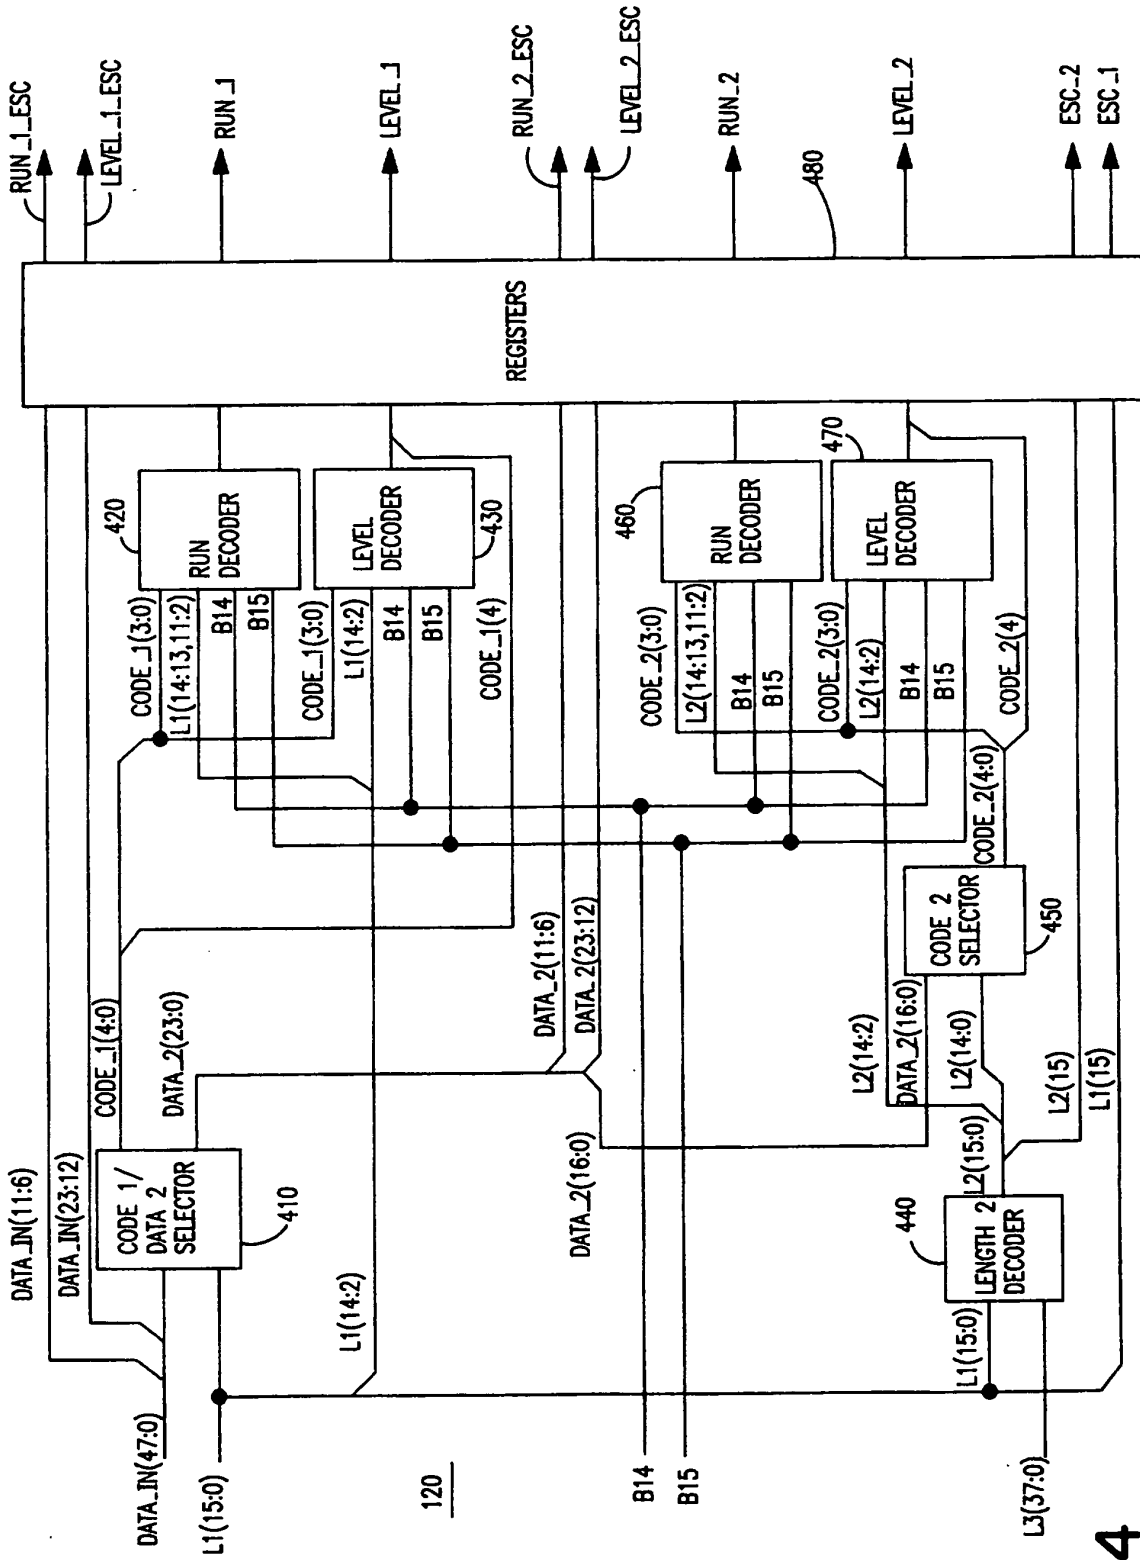 RUN_1_ESC
LEVEL_1_ESC
RUN_1
LEVEL_1
RUN_2_ESC
LEVEL_2_ESC
RUN_2
LEVEL_2
ESC_2
ESC_1
480
REGISTERS
420
RUN
DECODER
CODE_1(3:0)
L1(14:13,11:2)
B14
B15
LEVEL
DECODER
430
CODE_1(3:0)
L1(14:2)
B14
B15
CODE_1(4)
460
RUN
DECODER
CODE_2(3:0)
L2(14:13,11:2)
B14
B15
470
LEVEL
DECODER
CODE_2(3:0)
L2(14:2)
B14
B15
CODE_2(4)
CODE_2(4:0)
CODE 2
SELECTOR
450
DATA_2(11:6)
DATA_2(23:12)
CODE_1(4:0)
DATA_2(23:0)
L2(14:2)
DATA_2(16:0)
L2(14:0)
L2(15)
L1(15)
DATA_IN(11:6)
DATA_IN(23:12)
CODE 1/
DATA 2
SELECTOR
410
L1(14:2)
DATA_2(16:0)
L2(15:0)
440
LENGTH 2
DECODER
L1(15:0)
DATA_IN(47:0)
L1(15:0)
120
B14
B15
L3(37:0)
4